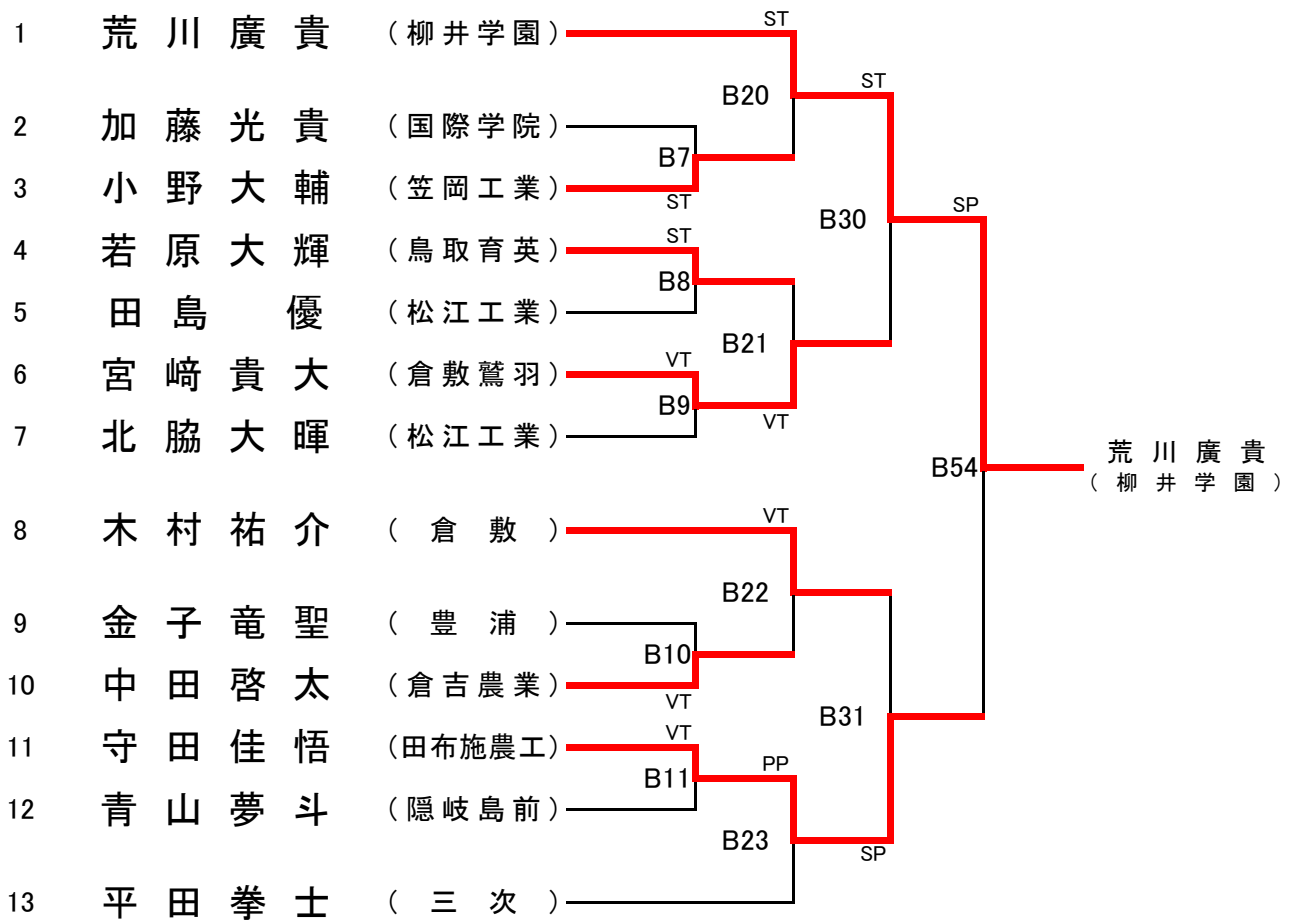 ST
1 荒川廣貴 (柳井学園)
B20 ST
2 加藤光貴 (国際学院)
B7
3 小野大輔 (笠岡工業)
ST
B30 SP
ST
4 若原大輝 (鳥取育英)
B8
5 田島 優 (松江工業)
B21
VT
6 宮﨑貴大 (倉敷鷲羽)
B9
VT
7 北脇大暉 (松江工業)
B54 荒川廣貴
(柳井学園)
VT
8 木村祐介 (倉敷)
B22
9 金子竜聖 (豊浦)
B10
10 中田啓太 (倉吉農業)
VT
B31
VT
11 守田佳悟 (田布施農工)
B11 PP
12 青山夢斗 (隠岐島前)
B23
SP
13 平田拳士 (三次)